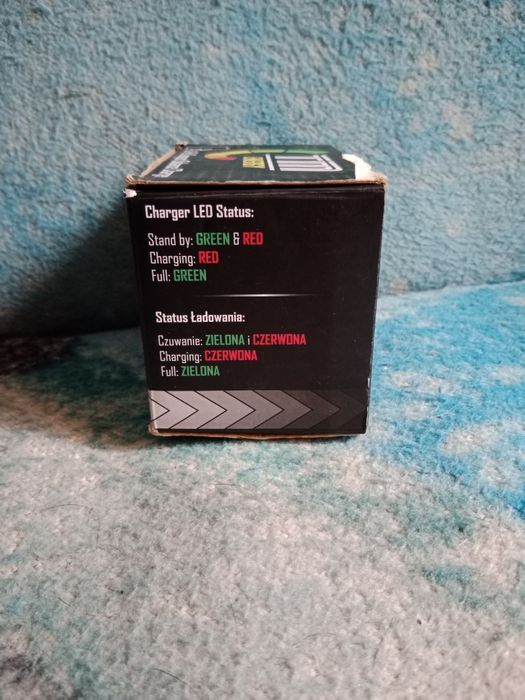 Charger LED Status:
Stand by: GREEN & RED
Charging: RED
Full: GREEN
Status Ładowania:
Czuwanie: ZIELONA i CZERWONA
Charging: CZERWONA
Full: ZIELONA